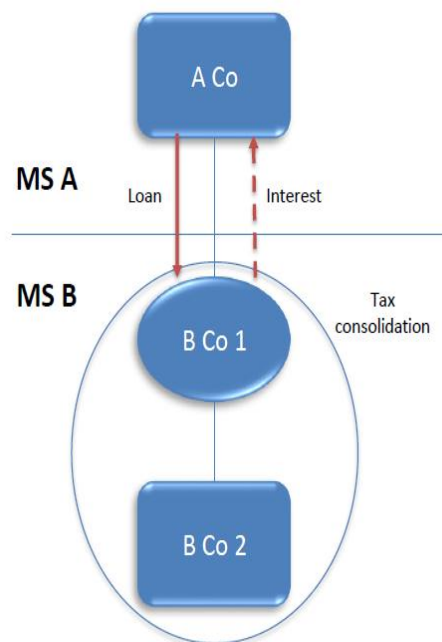 A Co
MS A
Loan
Interest
MS B
Tax
consolidation
B Co 1
B Co 2